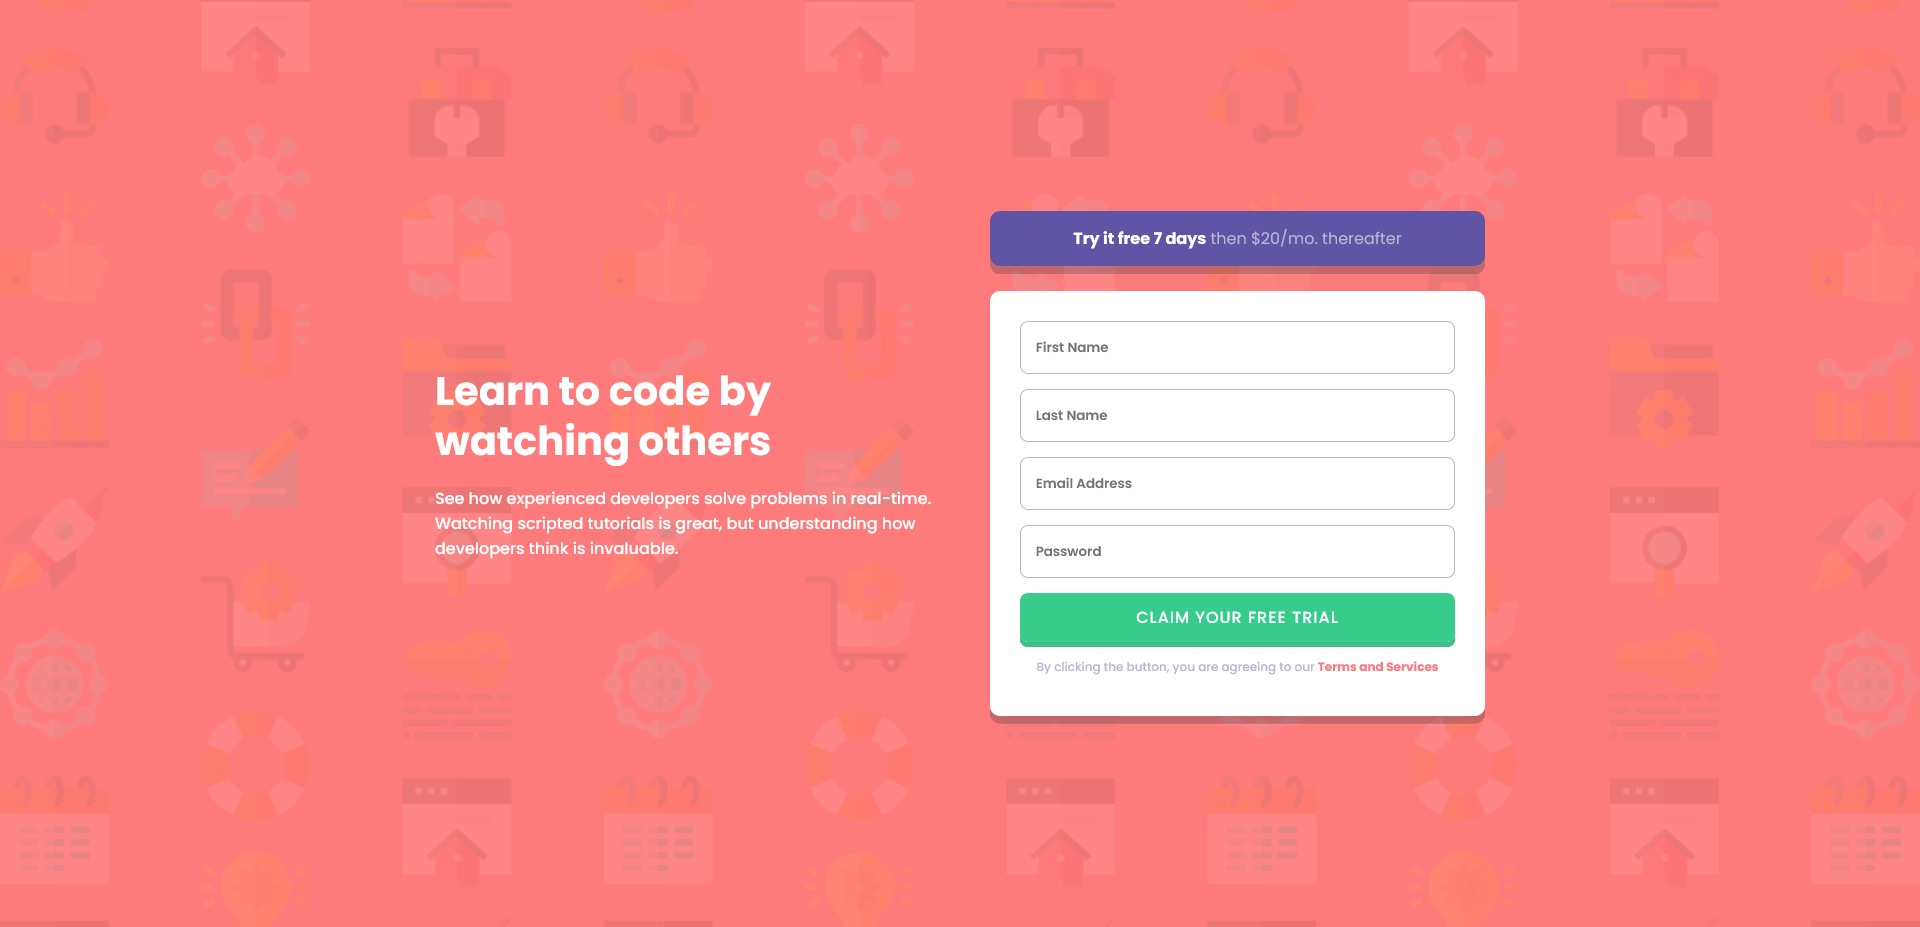 Learn to code by
watching others
See how experienced developers solve problems in real-time.
Watching scripted tutorials is great, but understanding how
developers think is invaluable.
Try it free 7 days then $20/mo. thereafter
First Name
Last Name
Email Address
Password
CLAIM YOUR FREE TRIAL
By clicking the button, you are agreeing to our Terms and Services